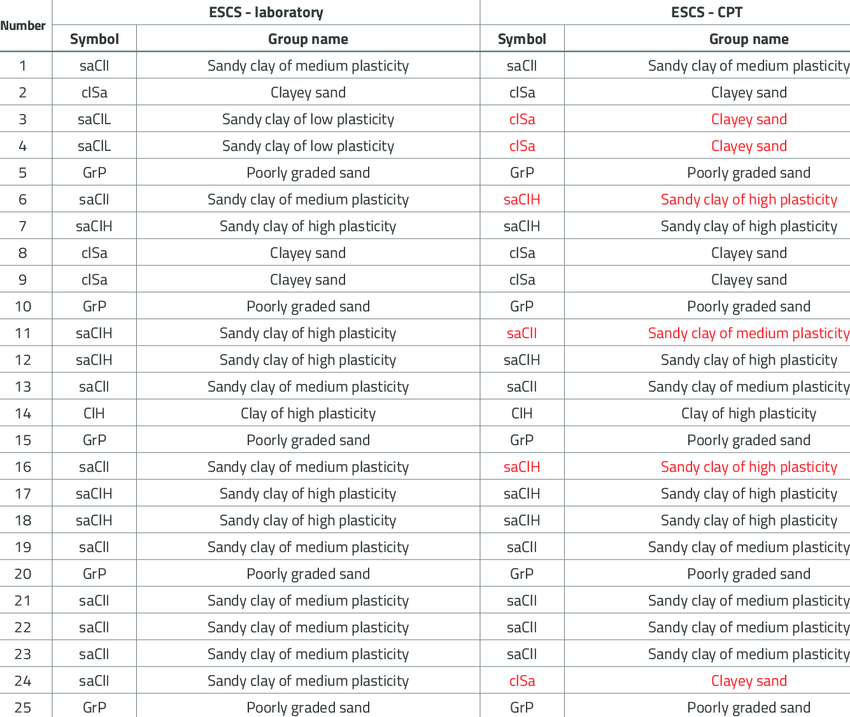 ESCS - laboratory ESCS - CPT
Number Symbol Group name Symbol Group name
1 saClI Sandy clay of medium plasticity saClI Sandy clay of medium plasticity
2 clSa Clayey sand clSa Clayey sand
3 saClL Sandy clay of low plasticity clSa Clayey sand
4 saClL Sandy clay of low plasticity clSa Clayey sand
5 GrP Poorly graded sand GrP Poorly graded sand
6 saClI Sandy clay of medium plasticity saClH Sandy clay of high plasticity
7 saClH Sandy clay of high plasticity saClH Sandy clay of high plasticity
8 clSa Clayey sand clSa Clayey sand
9 clSa Clayey sand clSa Clayey sand
10 GrP Poorly graded sand GrP Poorly graded sand
11 saClH Sandy clay of high plasticity saClI Sandy clay of medium plasticity
12 saClH Sandy clay of high plasticity saClH Sandy clay of high plasticity
13 saClI Sandy clay of medium plasticity saClI Sandy clay of medium plasticity
14 ClH Clay of high plasticity ClH Clay of high plasticity
15 GrP Poorly graded sand GrP Poorly graded sand
16 saClI Sandy clay of medium plasticity saClH Sandy clay of high plasticity
17 saClH Sandy clay of high plasticity saClH Sandy clay of high plasticity
18 saClH Sandy clay of high plasticity saClH Sandy clay of high plasticity
19 saClI Sandy clay of medium plasticity saClI Sandy clay of medium plasticity
20 GrP Poorly graded sand GrP Poorly graded sand
21 saClI Sandy clay of medium plasticity saClI Sandy clay of medium plasticity
22 saClI Sandy clay of medium plasticity saClI Sandy clay of medium plasticity
23 saClI Sandy clay of medium plasticity saClI Sandy clay of medium plasticity
24 saClI Sandy clay of medium plasticity clSa Clayey sand
25 GrP Poorly graded sand GrP Poorly graded sand